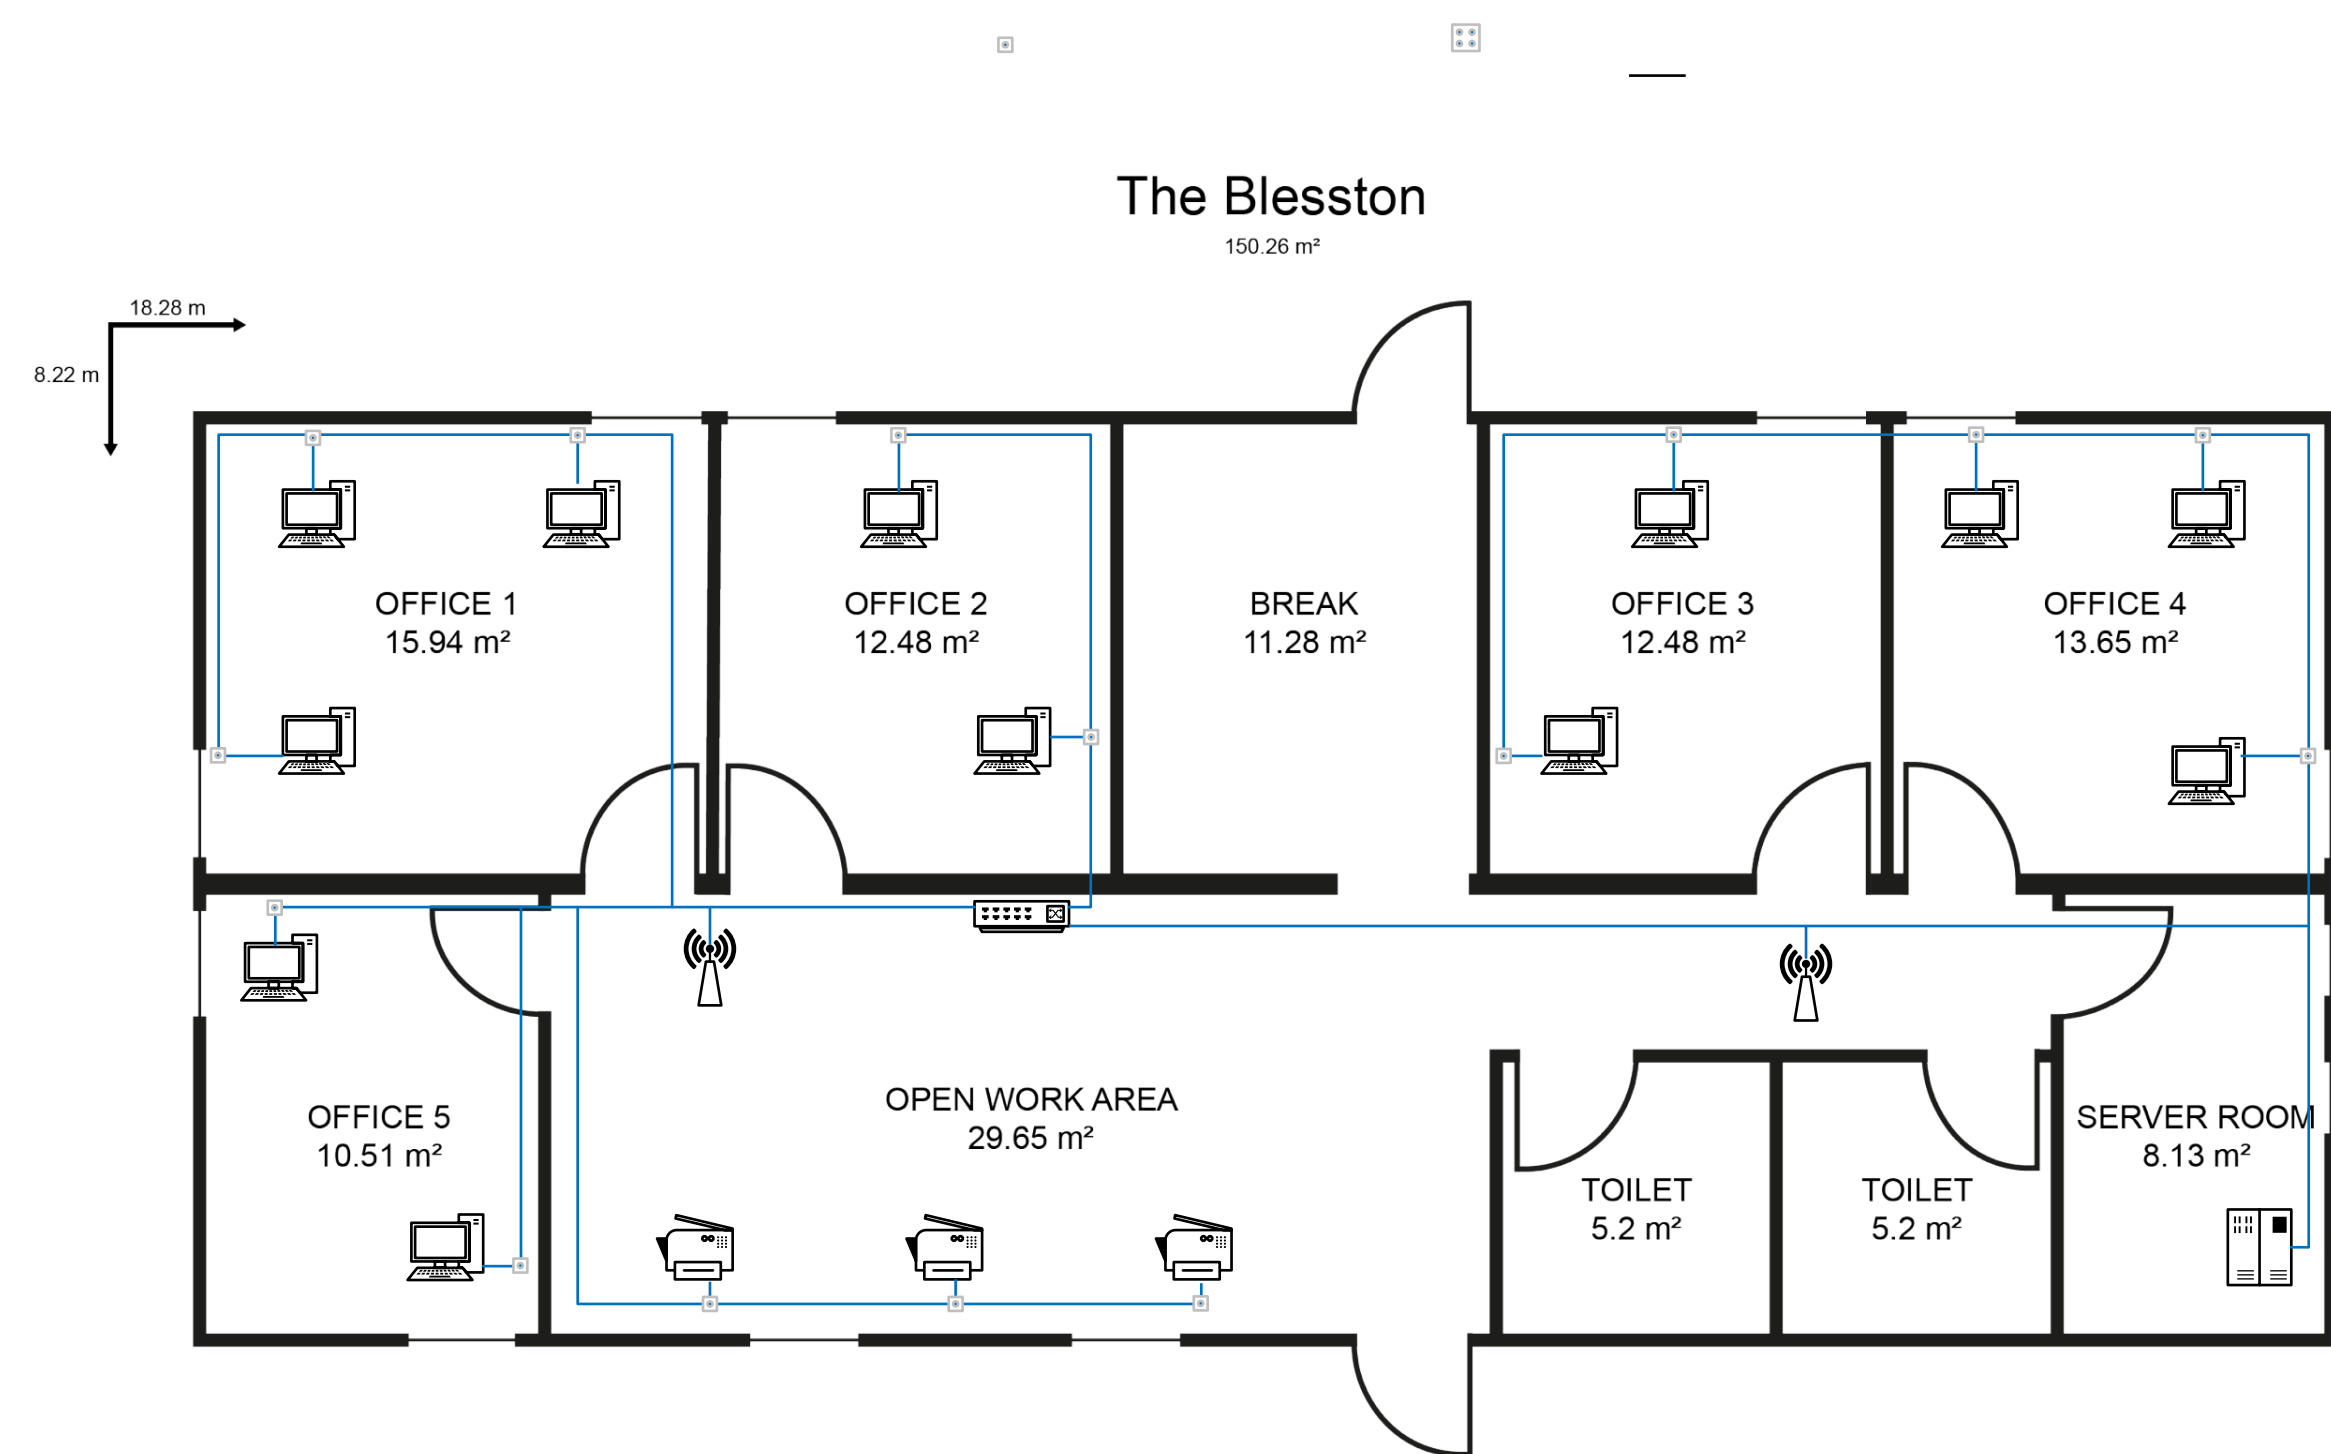 The Blesston
150.26 m²
18.28 m
8.22 m
OFFICE 1
15.94 m²
OFFICE 2
12.48 m²
BREAK
11.28 m²
OFFICE 3
12.48 m²
OFFICE 4
13.65 m²
OFFICE 5
10.51 m²
OPEN WORK AREA
29.65 m²
TOILET
5.2 m²
TOILET
5.2 m²
SERVER ROOM
8.13 m²